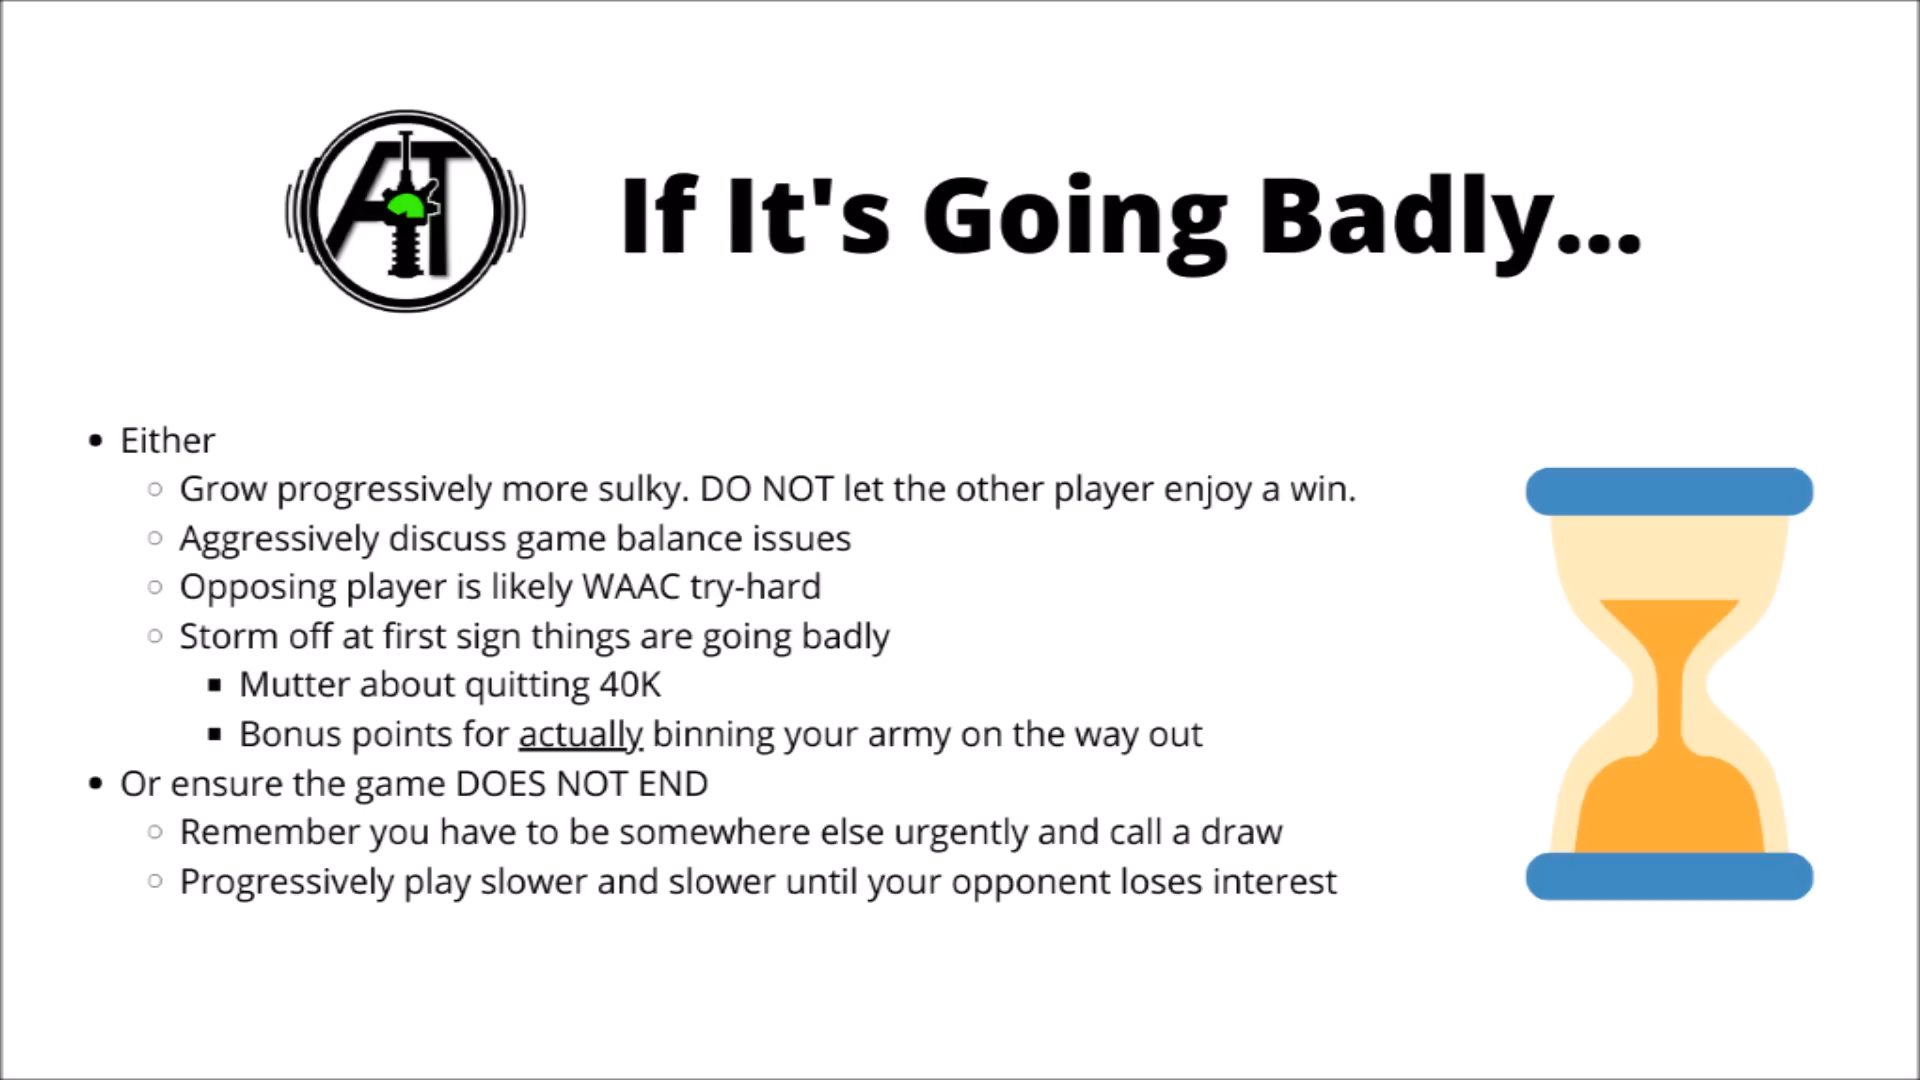 AT
If It's Going Badly...
Either
Grow progressively more sulky. DO NOT let the other player enjoy a win.
Aggressively discuss game balance issues
Opposing player is likely WAAC try-hard
Storm off at first sign things are going badly
Mutter about quitting 40K
Bonus points for actually binning your army on the way out
Or ensure the game DOES NOT END
Remember you have to be somewhere else urgently and call a draw
Progressively play slower and slower until your opponent loses interest